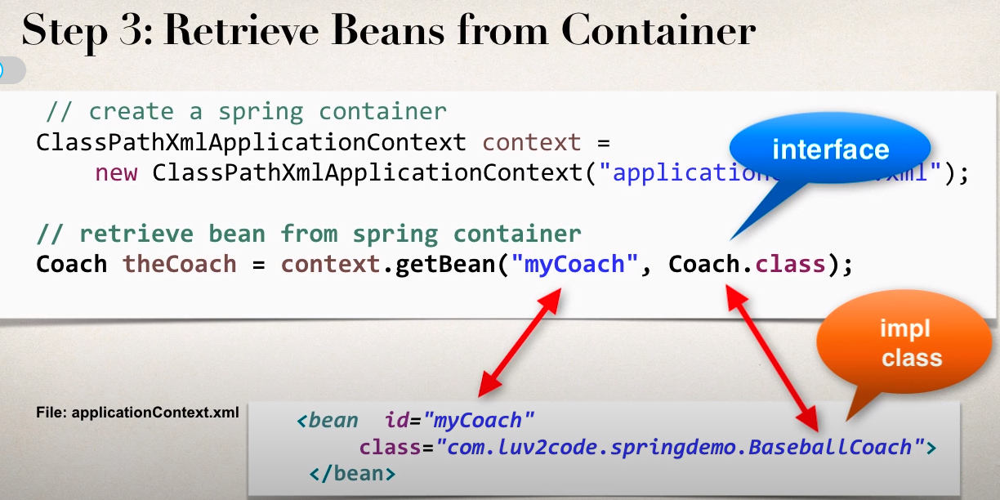 Step 3: Retrieve Beans from Container
// create a spring container
ClassPathXmlApplicationContext context =
new ClassPathXmlApplicationContext("application .xml");
interface
// retrieve bean from spring container
Coach theCoach = context.getBean("myCoach", Coach.class);
impl
class
File: applicationContext.xml
<bean id="myCoach"
class="com.luv2code.springdemo.BaseballCoach">
</bean>